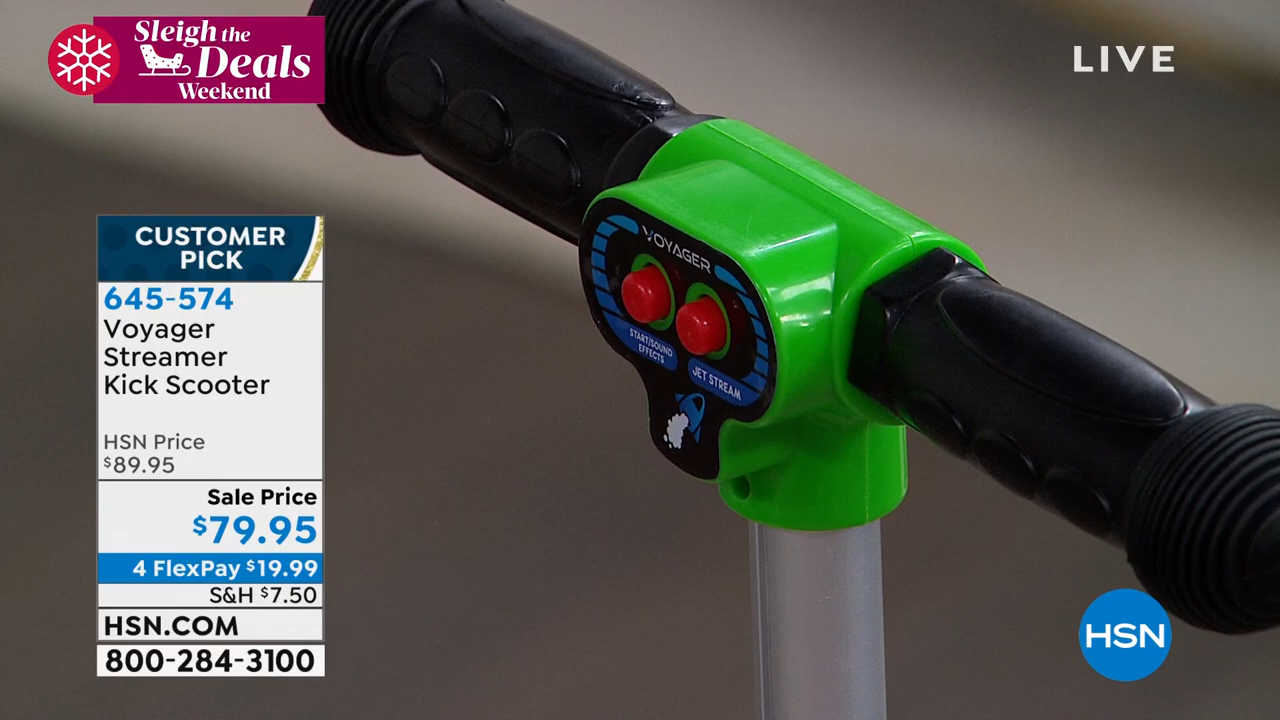 Sleigh the
Deals
Weekend
LIVE
CUSTOMER
PICK
645-574
Voyager
Streamer
Kick Scooter
HSN Price
$89.95
Sale Price
$79.95
4 FlexPay $19.99
S&H $7.50
HSN.COM
800-284-3100
VOYAGER
START/SOUND
EFFECTS
JET STREAM
HSN